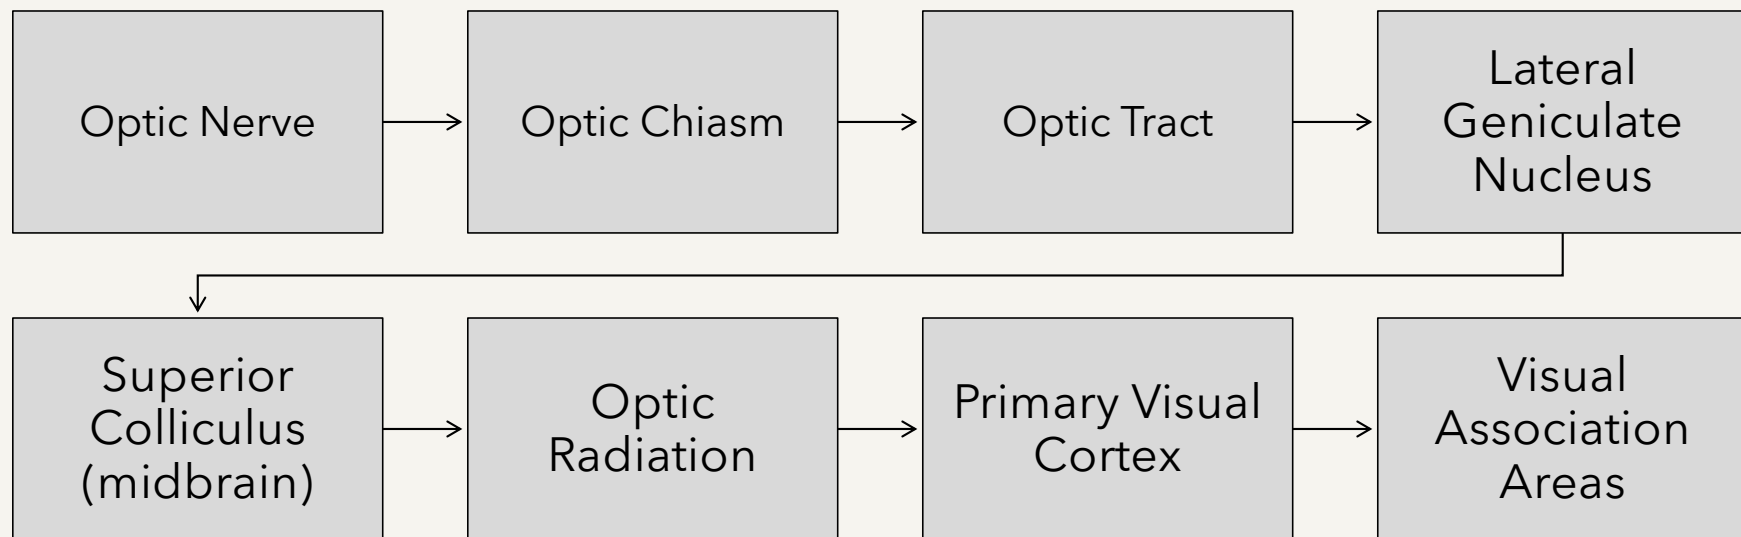 Optic Nerve
Optic Chiasm
Optic Tract
Lateral
Geniculate
Nucleus
Superior
Colliculus
(midbrain)
Optic
Radiation
Primary Visual
Cortex
Visual
Association
Areas